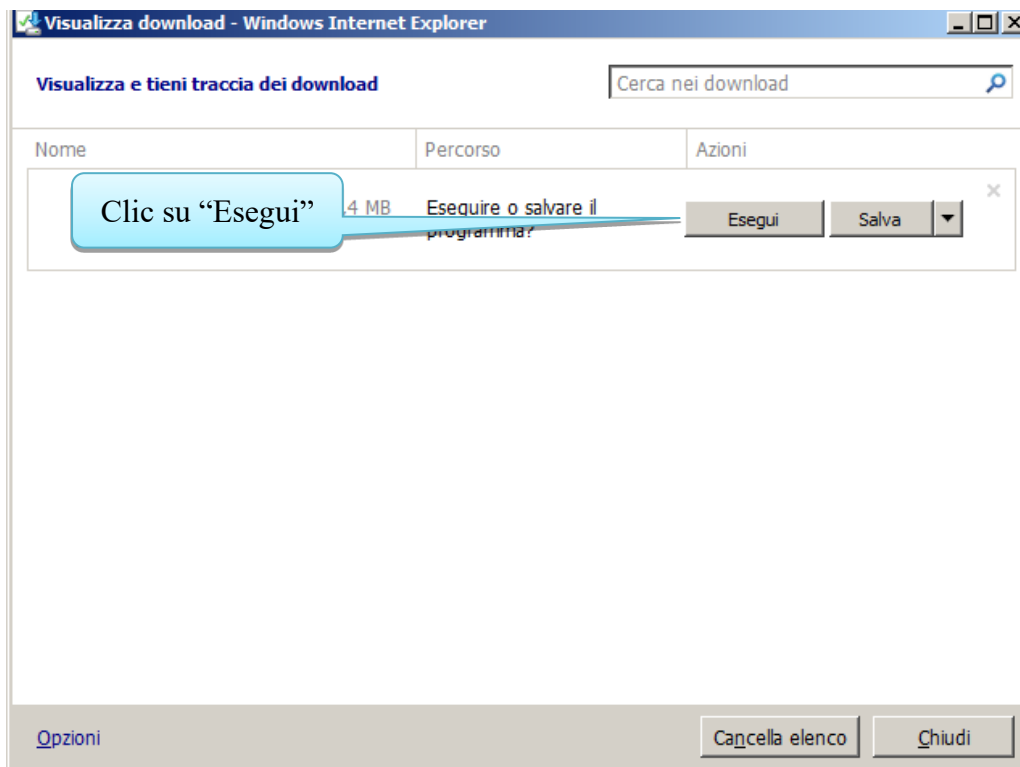 Visualizza download - Windows Internet Explorer
Visualizza e tieni traccia dei download
Cerca nei download
Nome Percorso Azioni
Clic su “Esegui”
,4 MB Eseguire o salvare il
programma?
Esegui Salva
Opzioni Cancella elenco Chiudi